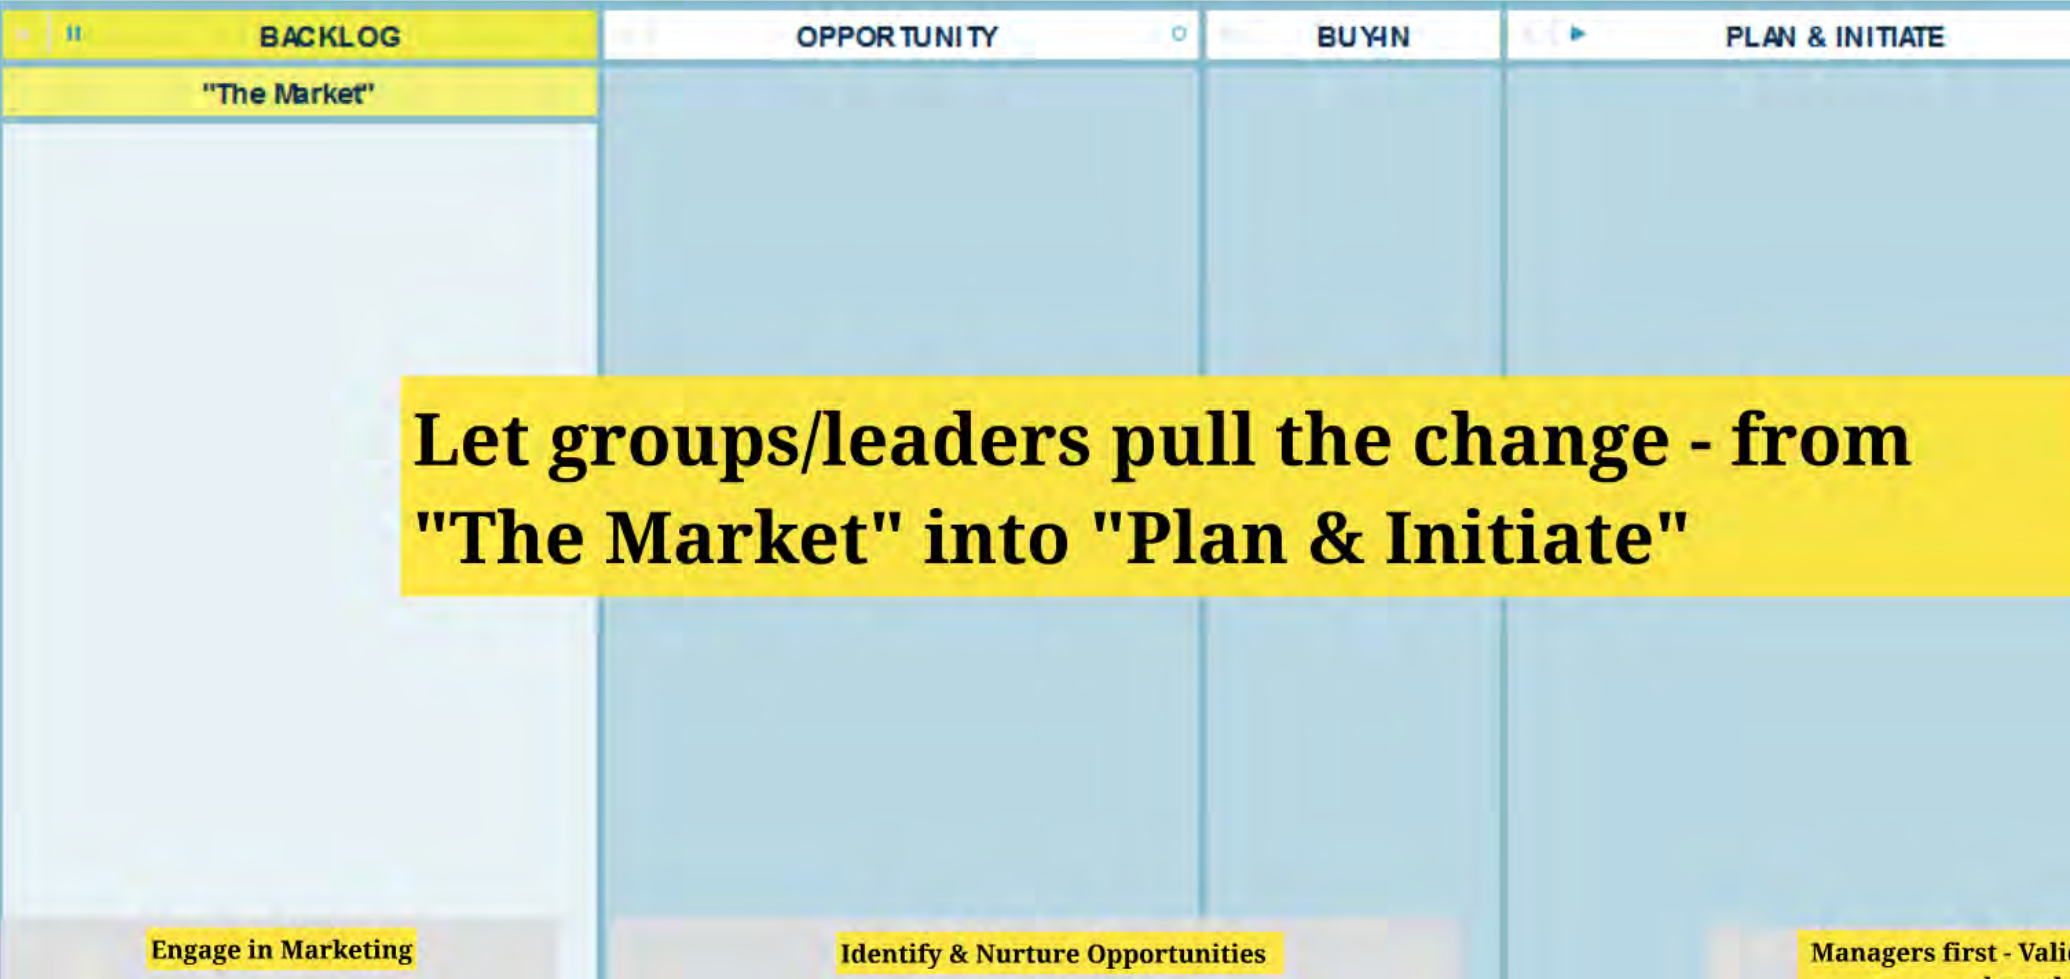 BACKLOG
OPPORTUNITY
BUY-IN
PLAN & INITIATE
"The Market"
Let groups/leaders pull the change - from
"The Market" into "Plan & Initiate"
Engage in Marketing
Identify & Nurture Opportunities
Managers first -